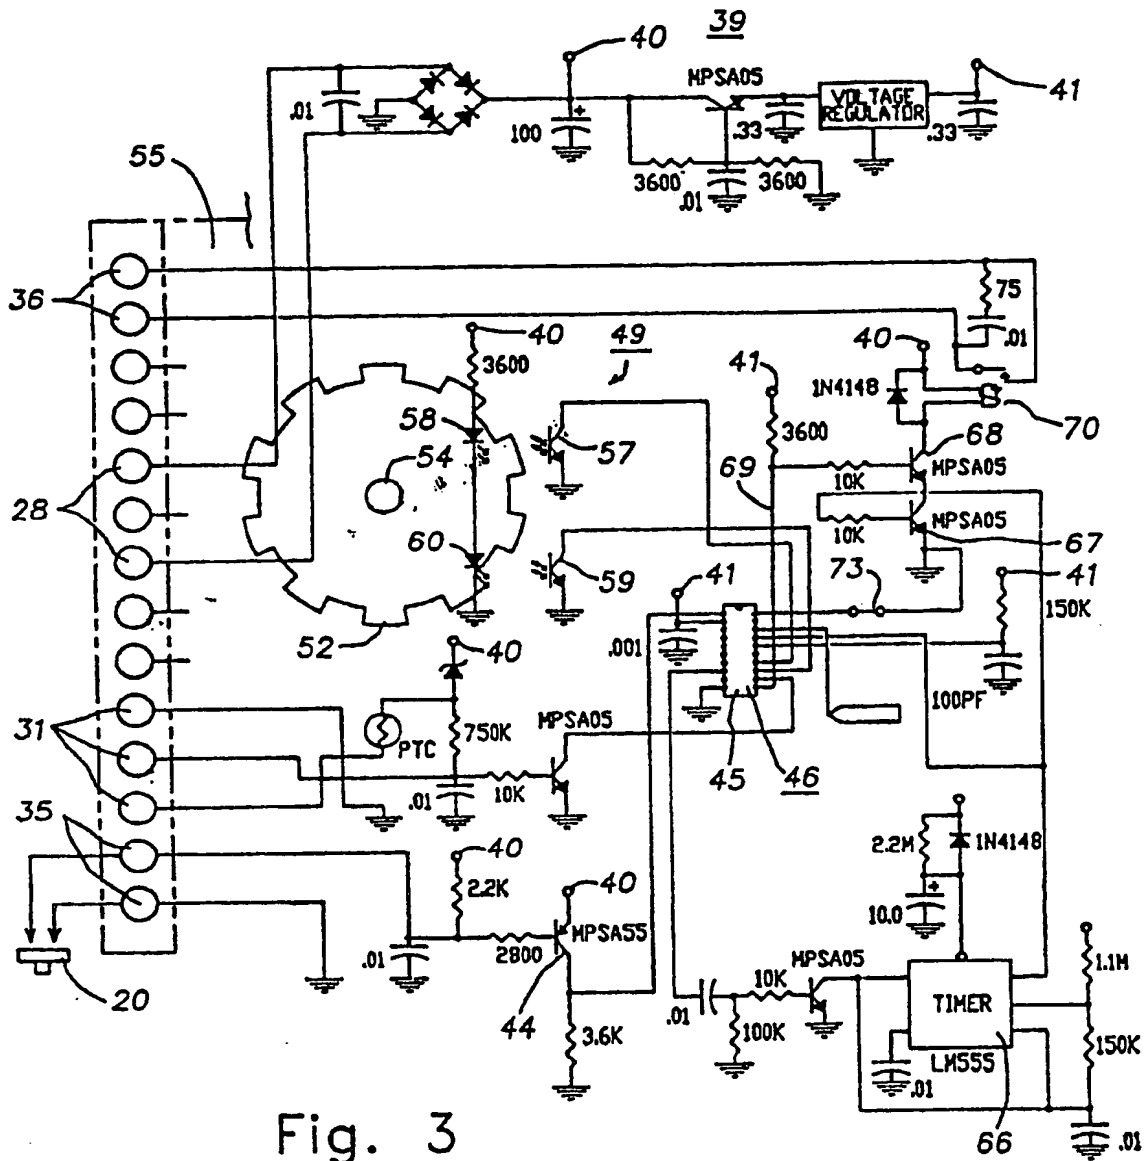 40
39
MPSA05
41
.01
100
.33
VOLTAGE
REGULATOR
.33
3600
.01
3600
55
36
75
.01
40
49
3600
41
40
1N4148
70
58
57
3600
68
54
69
10K
MPSA05
28
60
59
10K
MPSA05
67
73
41
41
150K
52
.001
40
100PF
31
750K
MPSA05
PTC
.01
10K
45
46
35
40
2.2K
40
2.2M
1N4148
10.0
MPSA55
.01
2800
20
44
MPSA05
10K
.01
100K
3.6K
TIMER
1.1M
150K
LM555
.01
66
.01
Fig. 3